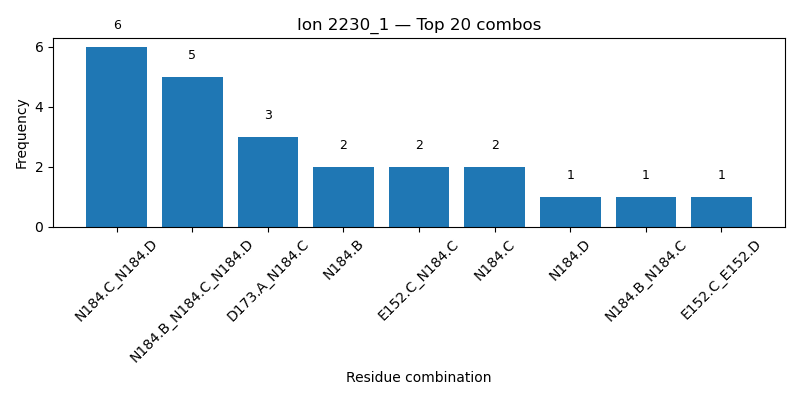 Ion 2230_1 — Top 20 combos
Frequency
6
4
2
0
6
5
3
2
2
2
1
1
1
N184.C_N184.D
N184.B_N184.C_N184.D
D173.A_N184.C
N184.B
E152.C_N184.C
N184.C
N184.D
N184.B_N184.C
E152.C_E152.D
Residue combination